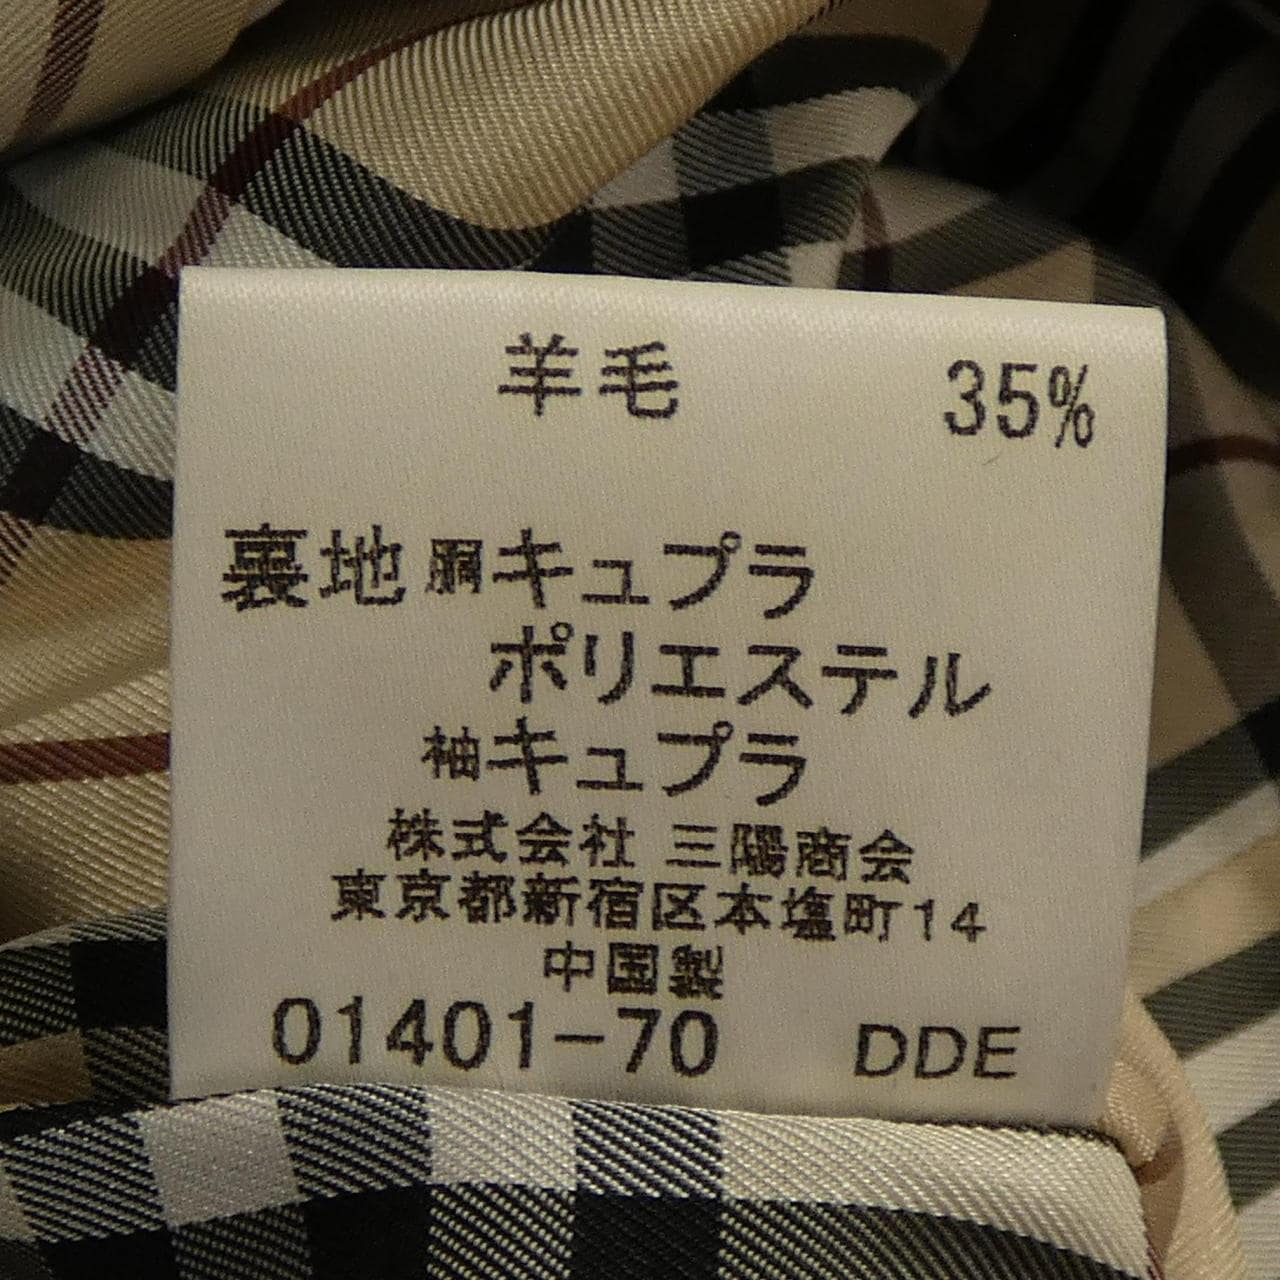 羊毛 35%
裏地 胴キュプラ
ポリエステル
袖キュプラ
株式会社 三陽商会
東京都新宿区本塩町14
中国製
01401-70 DDE